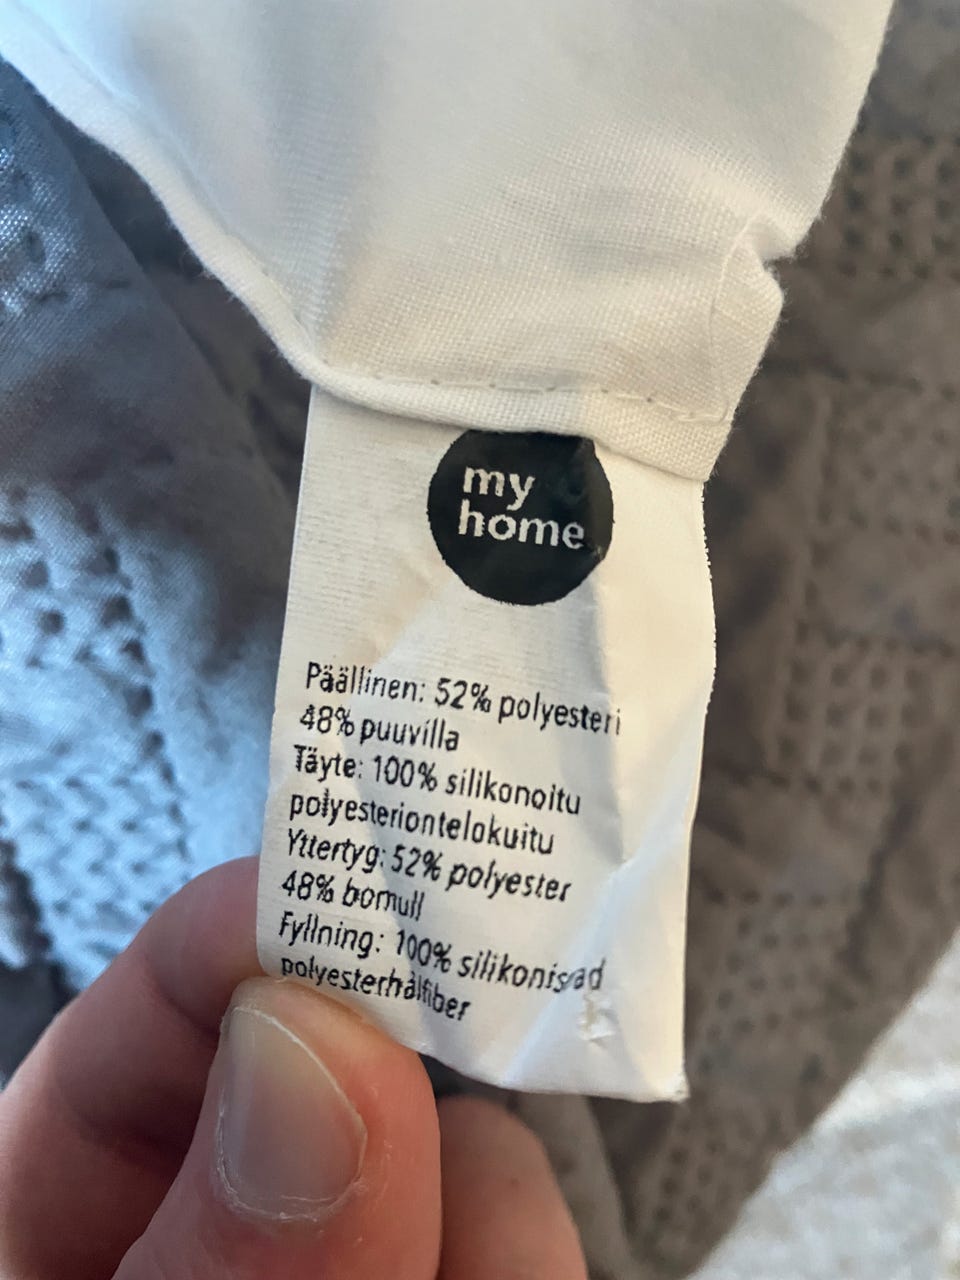 my
home
Päällinen: 52% polyesteri
48% puuvilla
Täyte: 100% silikonoitu
polyesteriontelokuitu
Yttertyg: 52% polyester
48% bomull
Fyllning: 100% silikoniserad
polyesterhålfiber